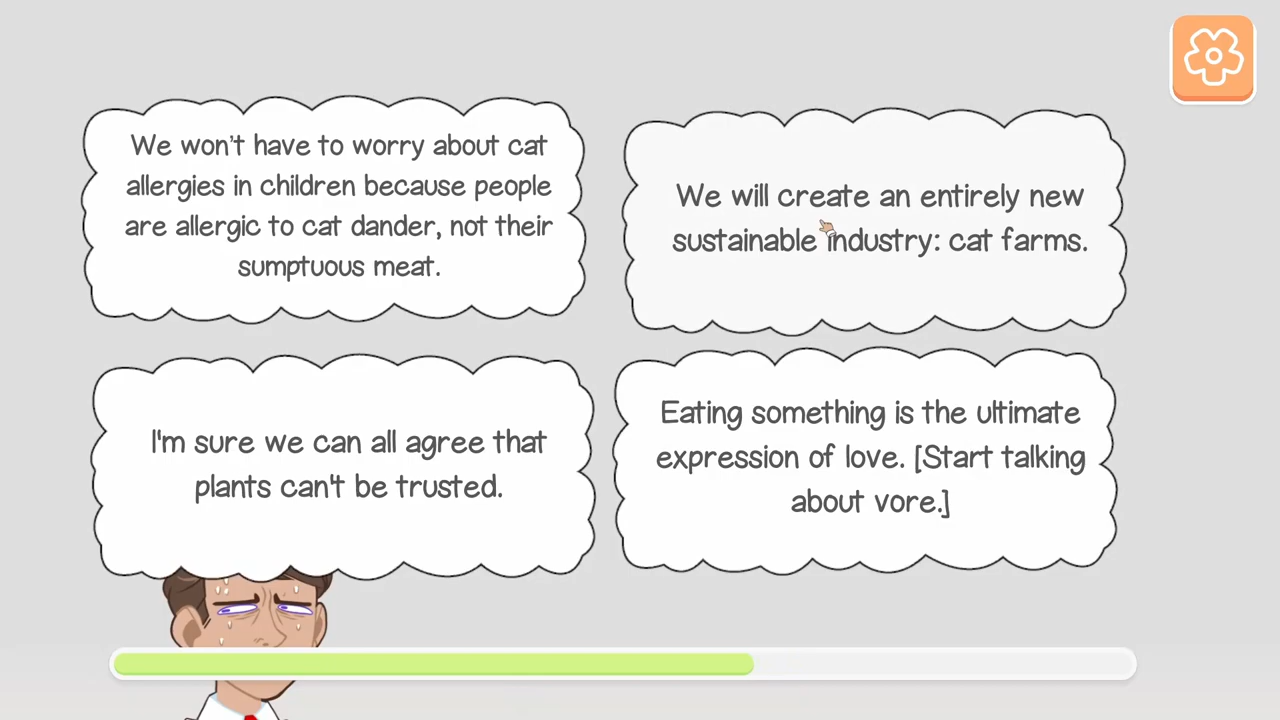 We won't have to worry about cat
allergies in children because people
are allergic to cat dander, not their
sumptuous meat.
We will create an entirely new
sustainable industry: cat farms.
I'm sure we can all agree that
plants can't be trusted.
Eating something is the ultimate
expression of love. [Start talking
about vore.]